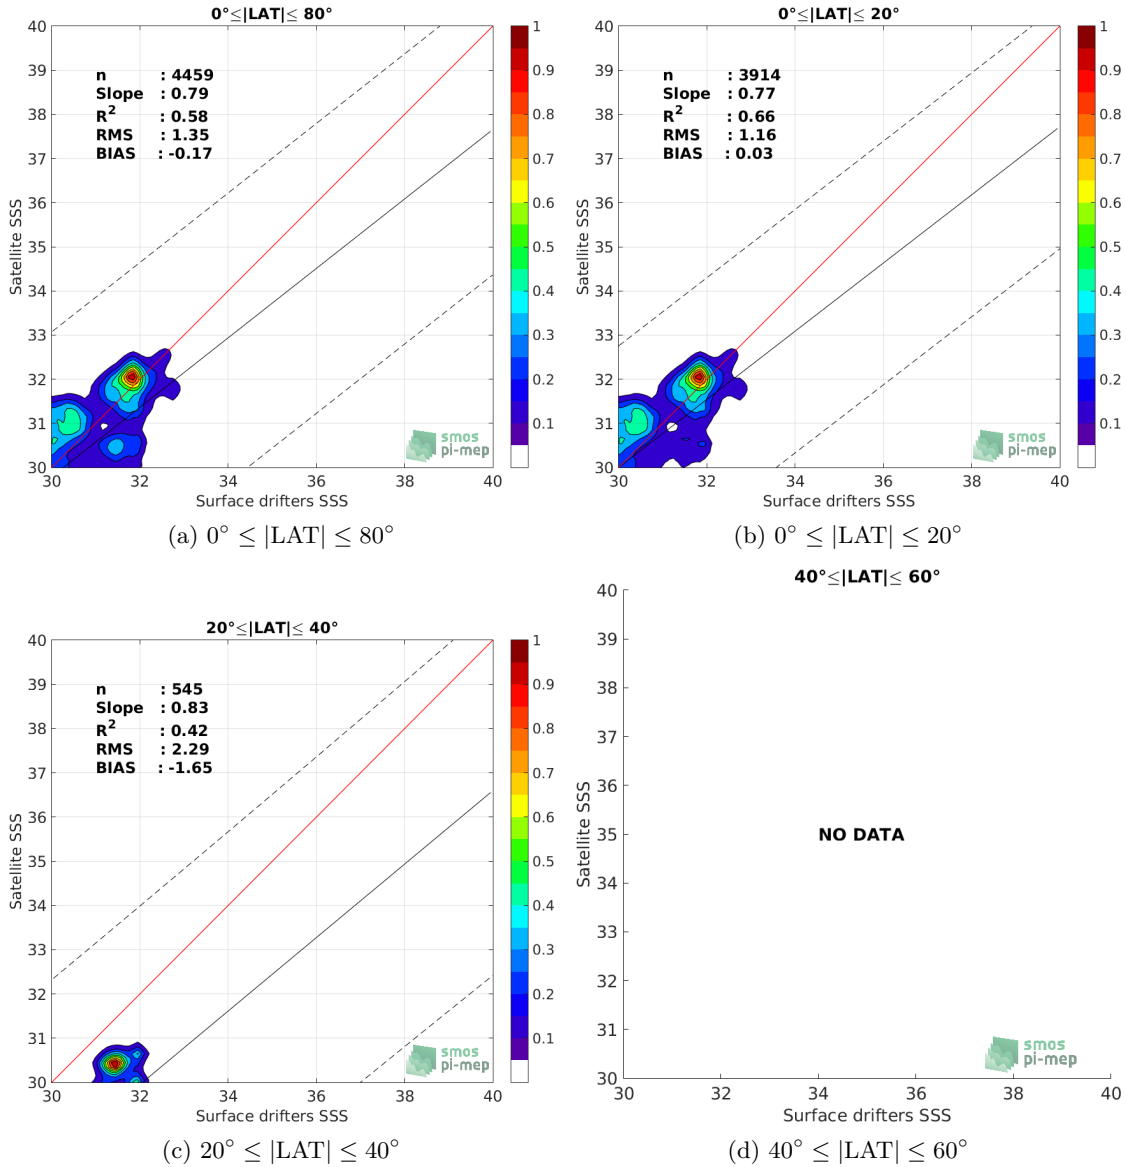 0°≤|LAT|≤ 80°
n : 4459
Slope : 0.79
R2 : 0.58
RMS : 1.35
BIAS : -0.17
40
39
38
37
36
35
34
33
32
31
30
30 32 34 36 38 40
Satellite SSS
Surface drifters SSS
1
0.9
0.8
0.7
0.6
0.5
0.4
0.3
0.2
0.1
smos
pi-mep
(a) 0° ≤ |LAT| ≤ 80°
0°≤|LAT|≤ 20°
n : 3914
Slope : 0.77
R2 : 0.66
RMS : 1.16
BIAS : 0.03
40
39
38
37
36
35
34
33
32
31
30
30 32 34 36 38 40
Satellite SSS
Surface drifters SSS
1
0.9
0.8
0.7
0.6
0.5
0.4
0.3
0.2
0.1
smos
pi-mep
(b) 0° ≤ |LAT| ≤ 20°
20°≤|LAT|≤ 40°
n : 545
Slope : 0.83
R2 : 0.42
RMS : 2.29
BIAS : -1.65
40
39
38
37
36
35
34
33
32
31
30
30 32 34 36 38 40
Satellite SSS
Surface drifters SSS
1
0.9
0.8
0.7
0.6
0.5
0.4
0.3
0.2
0.1
smos
pi-mep
(c) 20° ≤ |LAT| ≤ 40°
40°≤|LAT|≤ 60°
40
39
38
37
36
35
34
33
32
31
30
30 32 34 36 38 40
Satellite SSS
NO DATA
Surface drifters SSS
smos
pi-mep
(d) 40° ≤ |LAT| ≤ 60°